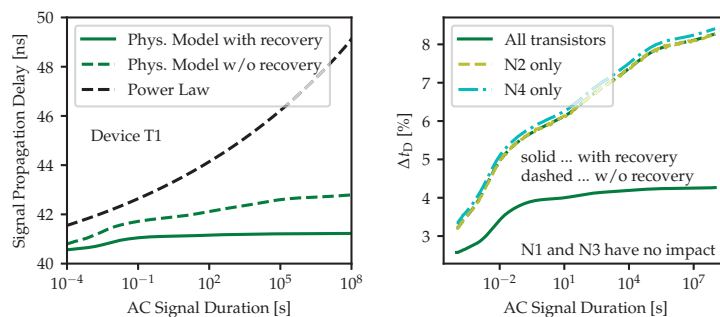 50
48
46
44
42
40
Signal Propagation Delay [ns]
Phys. Model with recovery
Phys. Model w/o recovery
Power Law
Device T1
10⁻⁴
10⁻¹
10²
10⁵
10⁸
AC Signal Duration [s]
8
7
6
5
4
3
Δt_D [%]
All transistors
N2 only
N4 only
solid ... with recovery
dashed ... w/o recovery
N1 and N3 have no impact
10⁻²
10¹
10⁴
10⁷
AC Signal Duration [s]